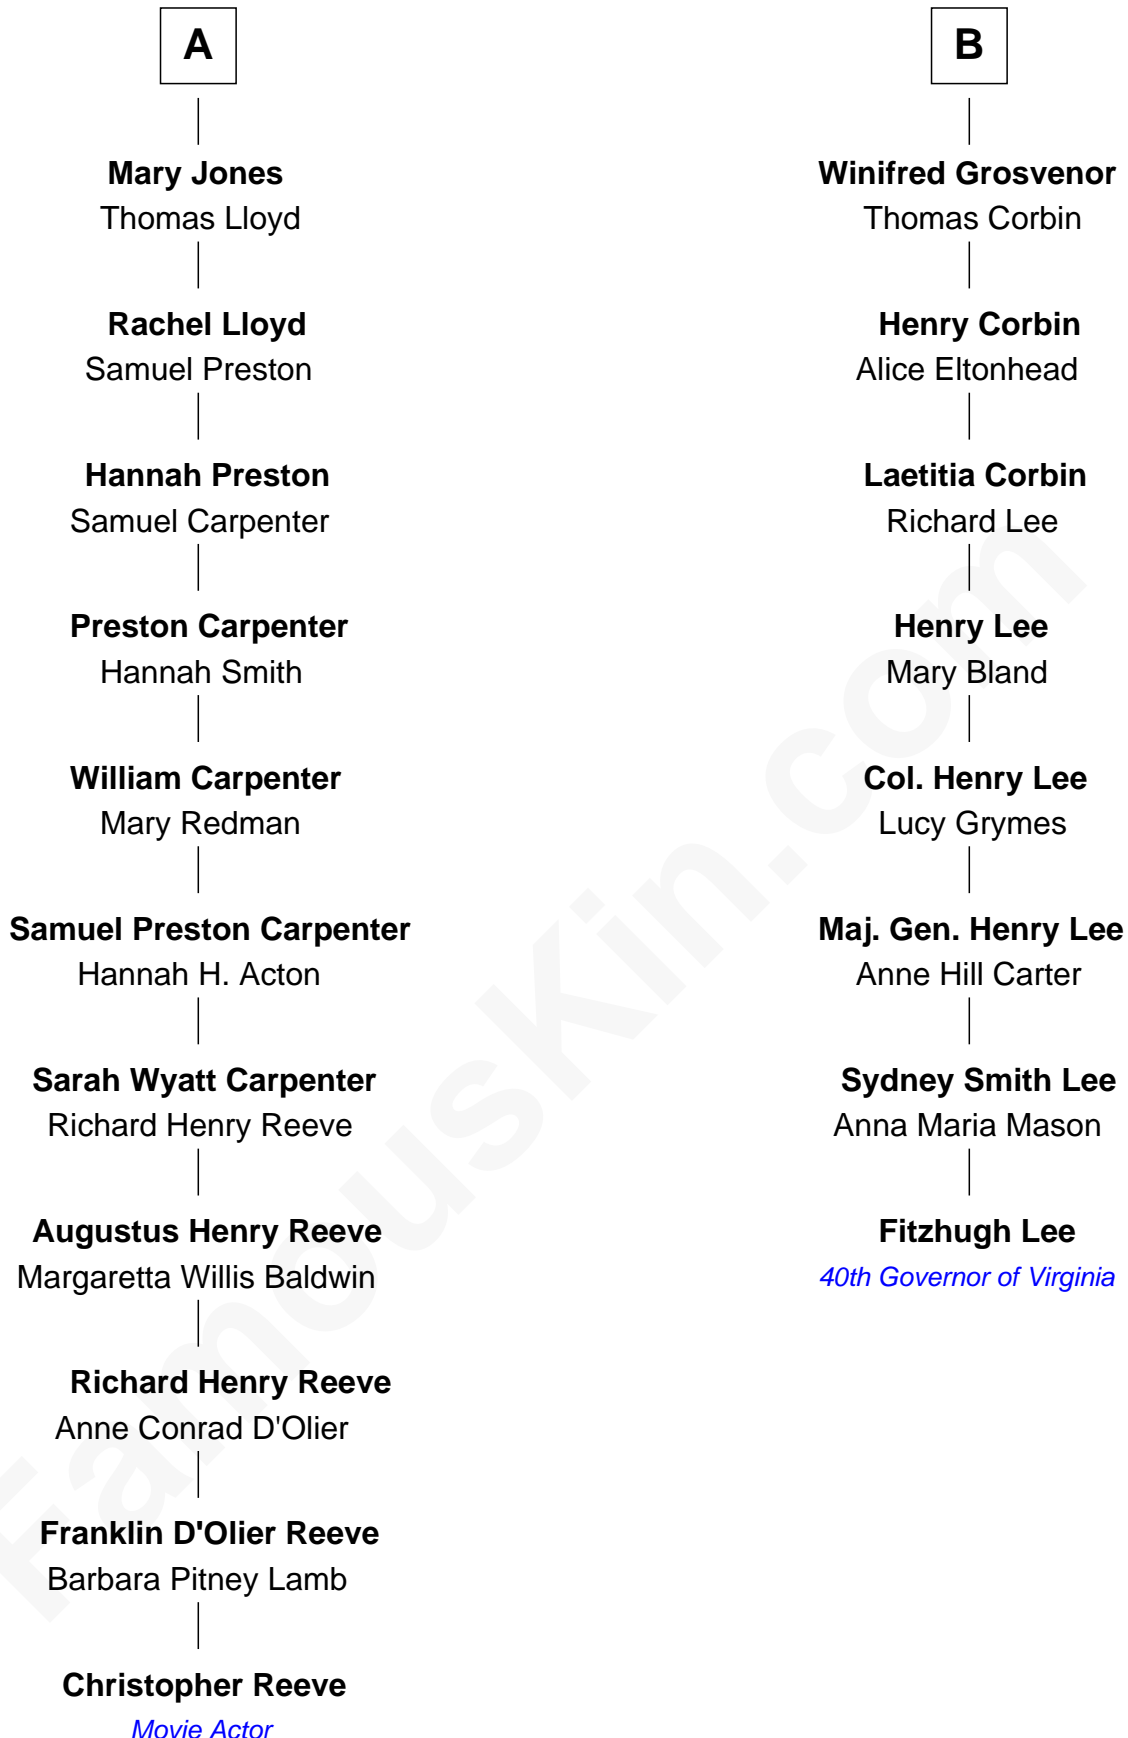 A
Mary Jones
Thomas Lloyd
Rachel Lloyd
Samuel Preston
Hannah Preston
Samuel Carpenter
Preston Carpenter
Hannah Smith
William Carpenter
Mary Redman
Samuel Preston Carpenter
Hannah H. Acton
Sarah Wyatt Carpenter
Richard Henry Reeve
Augustus Henry Reeve
Margaretta Willis Baldwin
Richard Henry Reeve
Anne Conrad D'Olier
Franklin D'Olier Reeve
Barbara Pitney Lamb
Christopher Reeve
Movie Actor
B
Winifred Grosvenor
Thomas Corbin
Henry Corbin
Alice Eltonhead
Laetitia Corbin
Richard Lee
Henry Lee
Mary Bland
Col. Henry Lee
Lucy Grymes
Maj. Gen. Henry Lee
Anne Hill Carter
Sydney Smith Lee
Anna Maria Mason
Fitzhugh Lee
40th Governor of Virginia
FamousKin.com